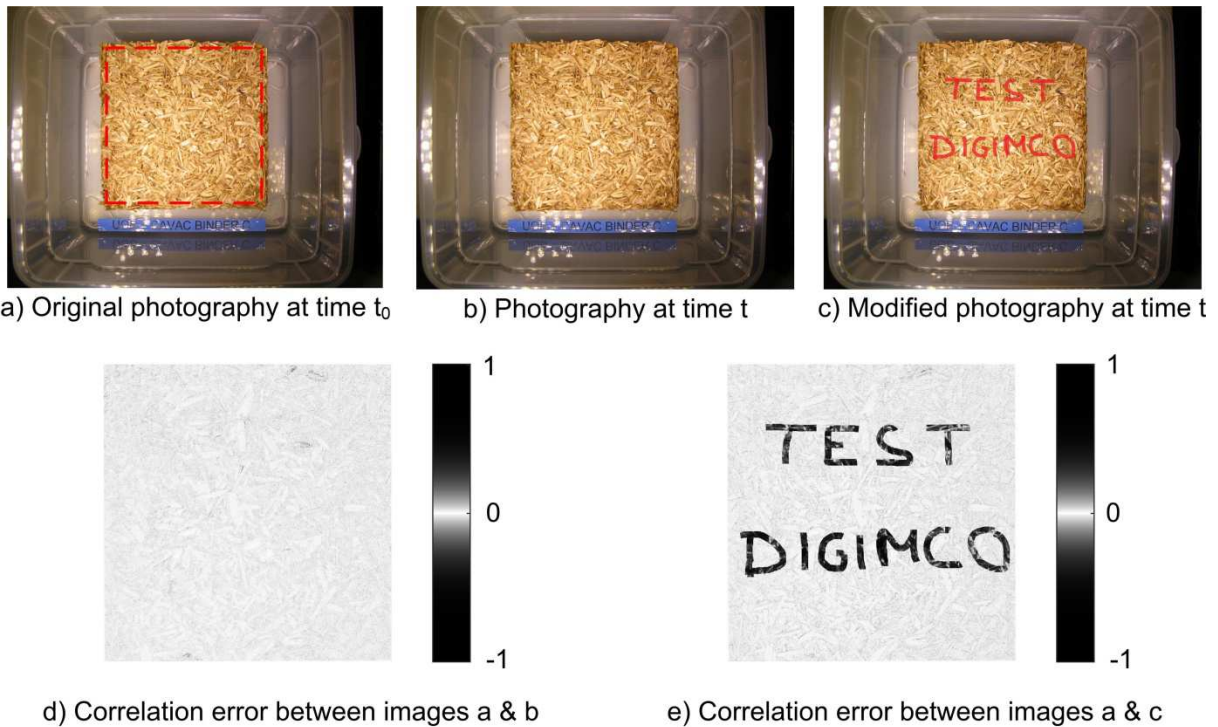 TEST
DIGIMCO
a) Original photography at time t₀
b) Photography at time t
c) Modified photography at time t
1
0
-1
1
0
-1
TEST
DIGIMCO
d) Correlation error between images a & b
e) Correlation error between images a & c